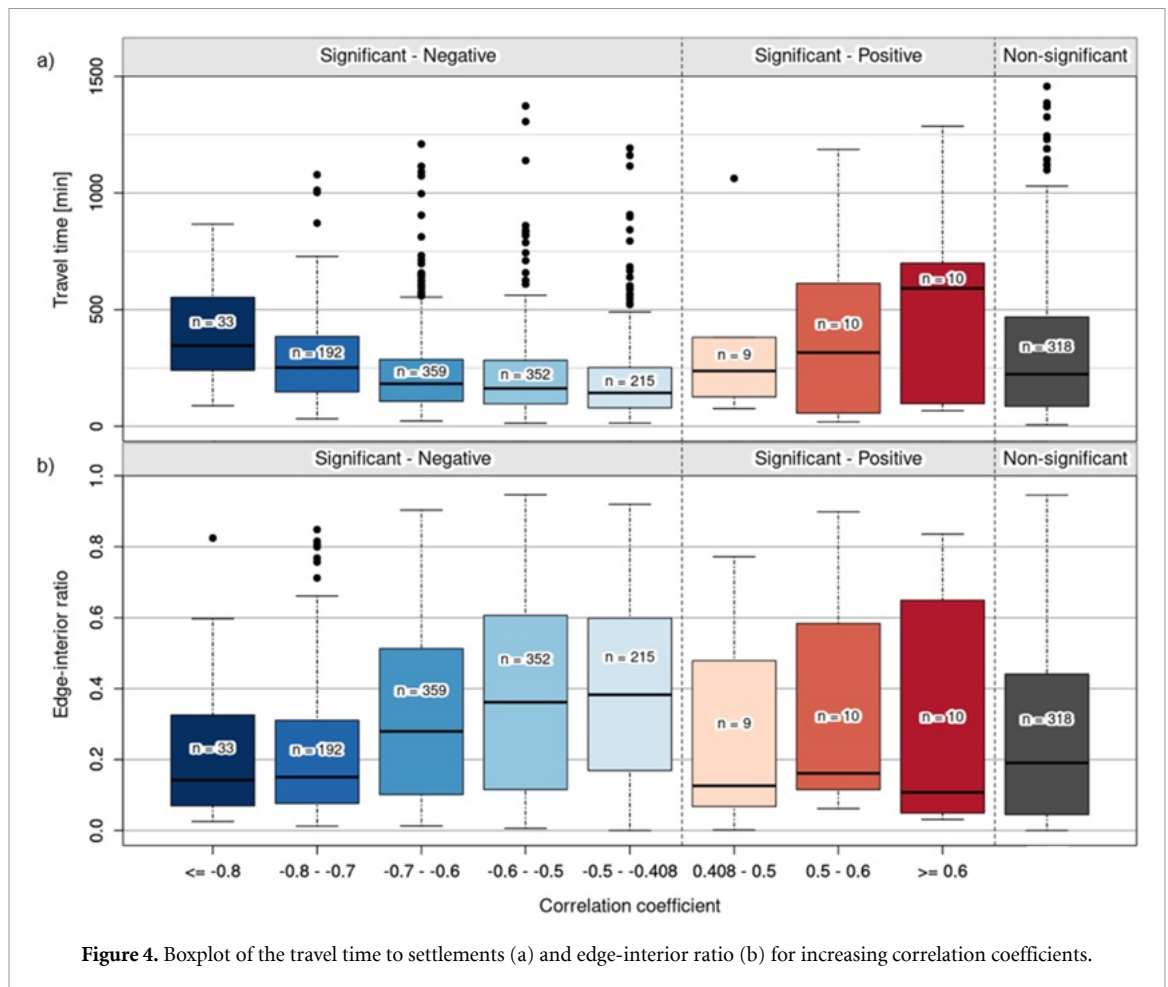 a)
Significant - Negative
Significant - Positive
Non-significant
Travel time [min]
1500
1000
500
0
n = 33
n = 192
n = 359
n = 352
n = 215
n = 9
n = 10
n = 10
n = 318
b)
Significant - Negative
Significant - Positive
Non-significant
Edge-interior ratio
1.0
0.8
0.6
0.4
0.2
0.0
n = 33
n = 192
n = 359
n = 352
n = 215
n = 9
n = 10
n = 10
n = 318
<= -0.8
-0.8 - -0.7
-0.7 - -0.6
-0.6 - -0.5
-0.5 - -0.408
0.408 - 0.5
0.5 - 0.6
>= 0.6
Correlation coefficient
Figure 4. Boxplot of the travel time to settlements (a) and edge-interior ratio (b) for increasing correlation coefficients.